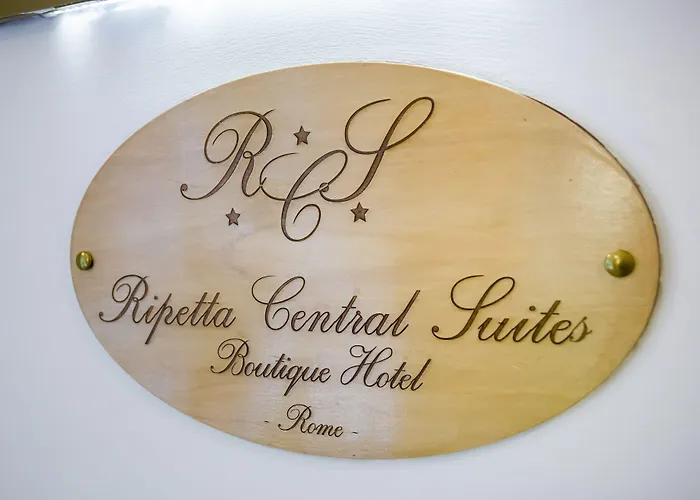 RCS
Ripetta Central Suites
Boutique Hotel
- Rome -